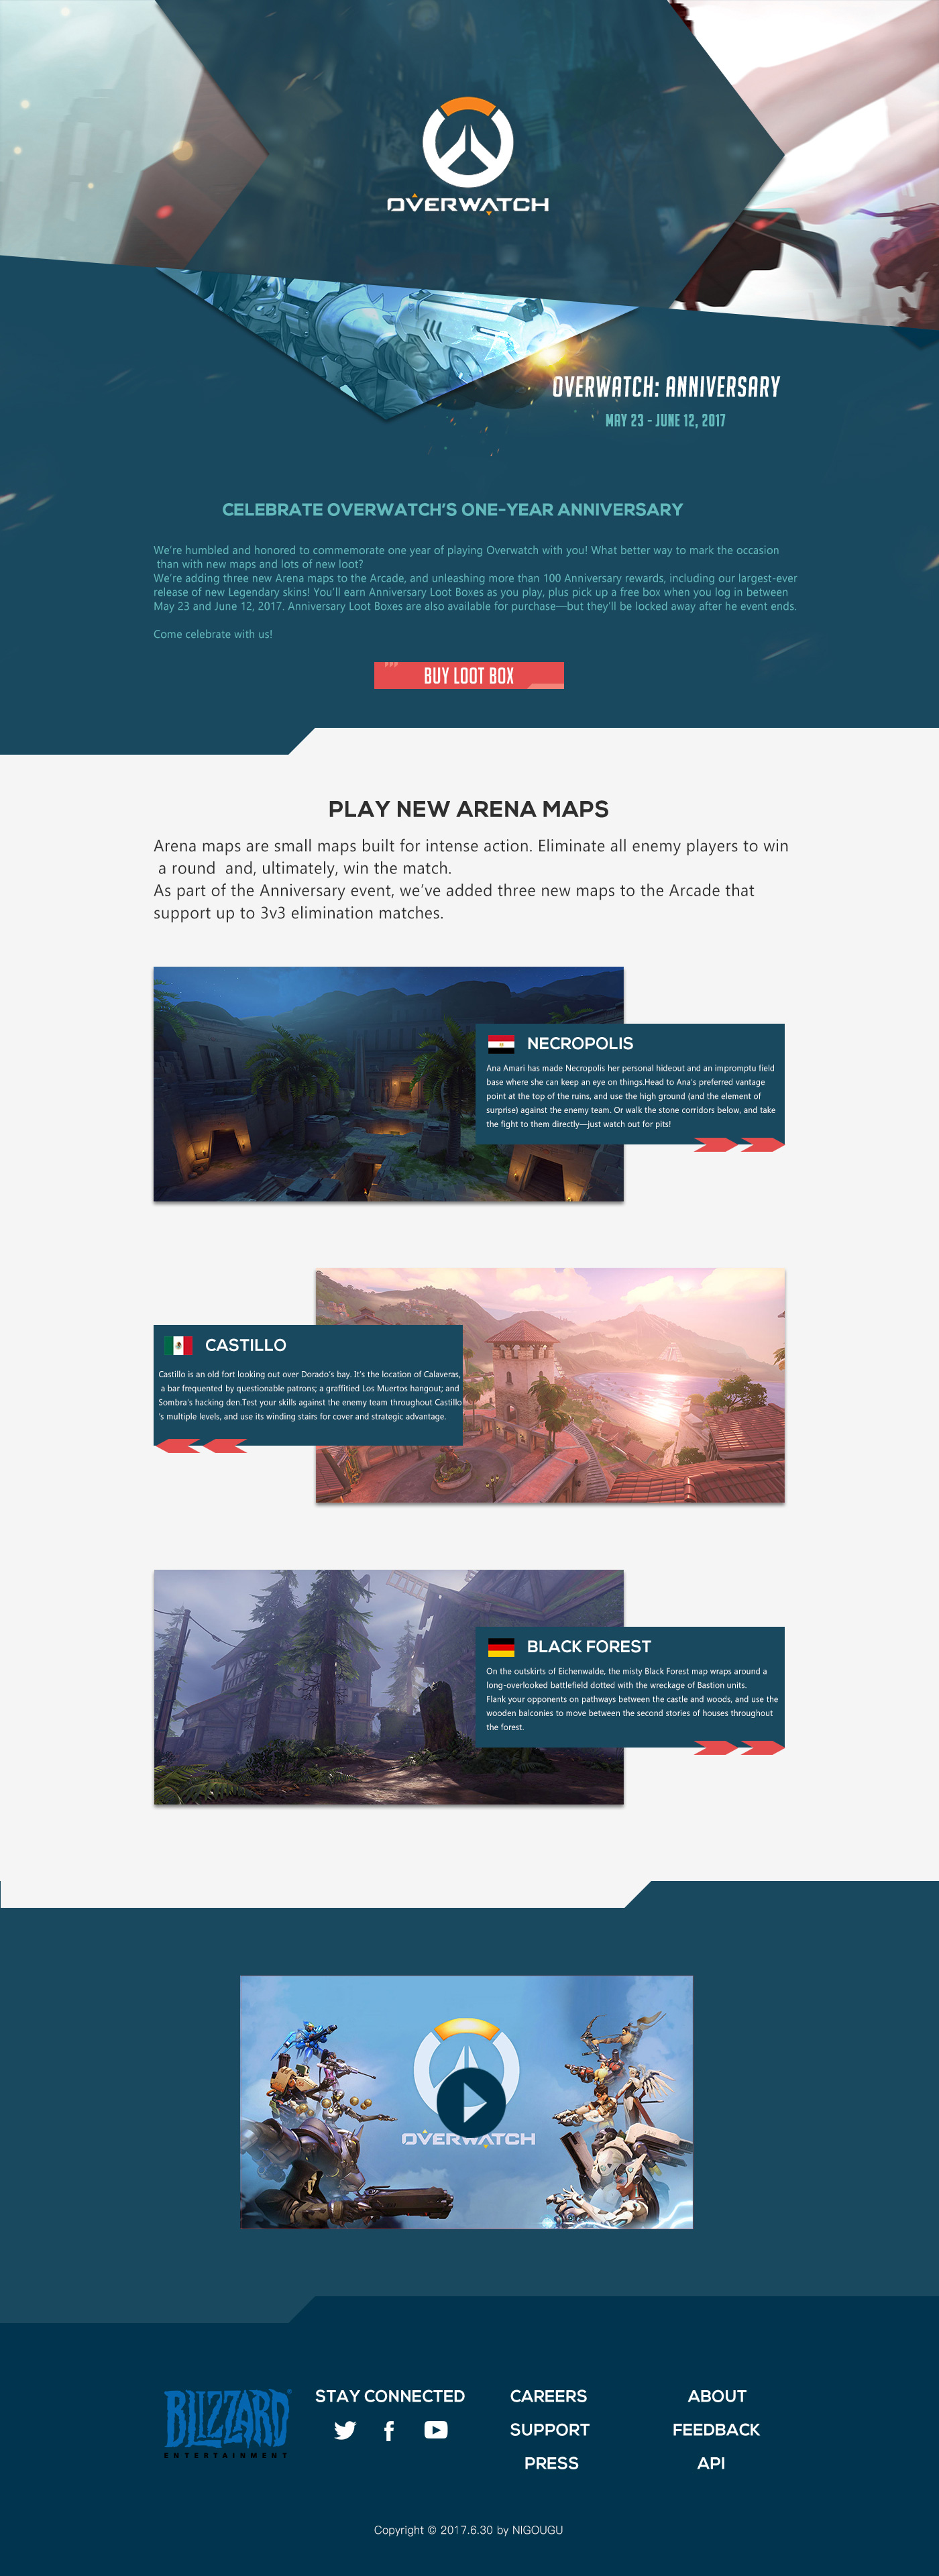 OVERWATCH
OVERWATCH: ANNIVERSARY
MAY 23 - JUNE 12, 2017
CELEBRATE OVERWATCH'S ONE-YEAR ANNIVERSARY
We're humbled and honored to commemorate one year of playing Overwatch with you! What better way to mark the occasion
than with new maps and lots of new loot?
We're adding three new Arena maps to the Arcade, and unleashing more than 100 Anniversary rewards, including our largest-ever
release of new Legendary skins! You'll earn Anniversary Loot Boxes as you play, plus pick up a free box when you log in between
May 23 and June 12, 2017. Anniversary Loot Boxes are also available for purchase—but they'll be locked away after he event ends.
Come celebrate with us!
BUY LOOT BOX
PLAY NEW ARENA MAPS
Arena maps are small maps built for intense action. Eliminate all enemy players to win
a round  and, ultimately, win the match.
As part of the Anniversary event, we've added three new maps to the Arcade that
support up to 3v3 elimination matches.
NECROPOLIS
Ana Amari has made Necropolis her personal hideout and an impromptu field
base where she can keep an eye on things.Head to Ana's preferred vantage
point at the top of the ruins, and use the high ground (and the element of
surprise) against the enemy team. Or walk the stone corridors below, and take
the fight to them directly—just watch out for pits!
CASTILLO
Castillo is an old fort looking out over Dorado's bay. It's the location of Calaveras,
a bar frequented by questionable patrons; a graffitied Los Muertos hangout; and
Sombra's hacking den.Test your skills against the enemy team throughout Castillo
's multiple levels, and use its winding stairs for cover and strategic advantage.
BLACK FOREST
On the outskirts of Eichenwalde, the misty Black Forest map wraps around a
long-overlooked battlefield dotted with the wreckage of Bastion units.
Flank your opponents on pathways between the castle and woods, and use the
wooden balconies to move between the second stories of houses throughout
the forest.
OVERWATCH
BLIZZARD®
ENTERTAINMENT
STAY CONNECTED
CAREERS
SUPPORT
PRESS
ABOUT
FEEDBACK
API
Copyright © 2017.6.30 by NIGOUGU